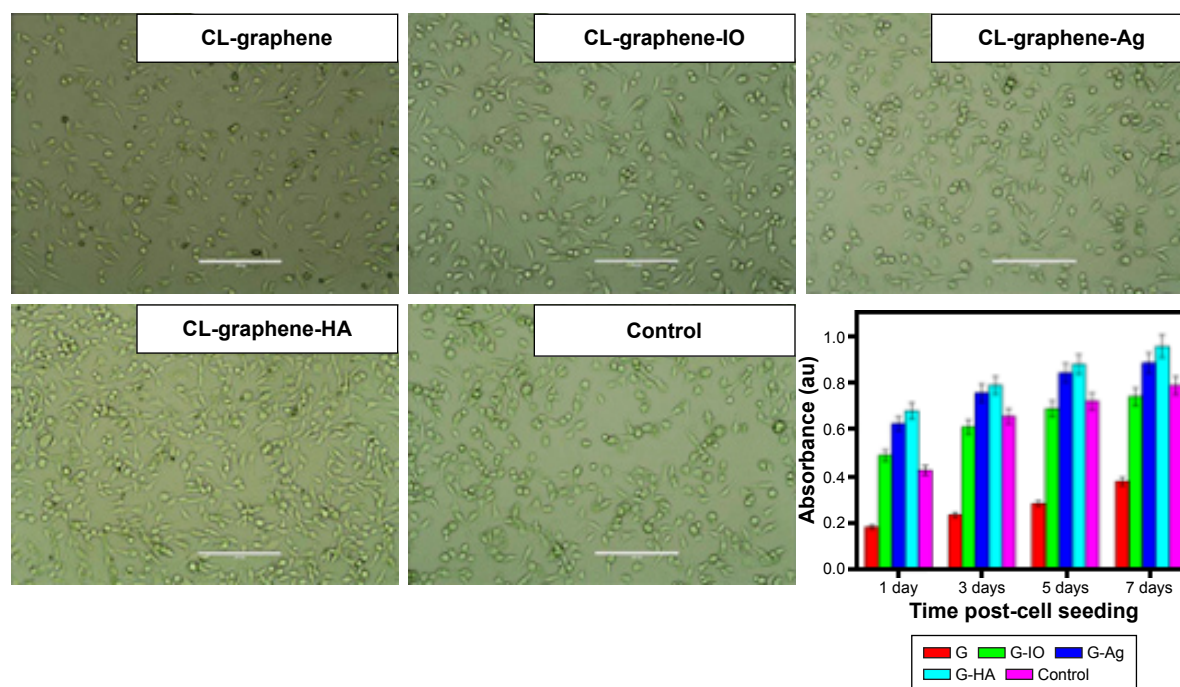 CL-graphene
CL-graphene-IO
CL-graphene-Ag
CL-graphene-HA
Control
Absorbance (au)
1.0
0.8
0.6
0.4
0.2
0.0
1 day 3 days 5 days 7 days
Time post-cell seeding
G G-IO G-Ag
G-HA Control